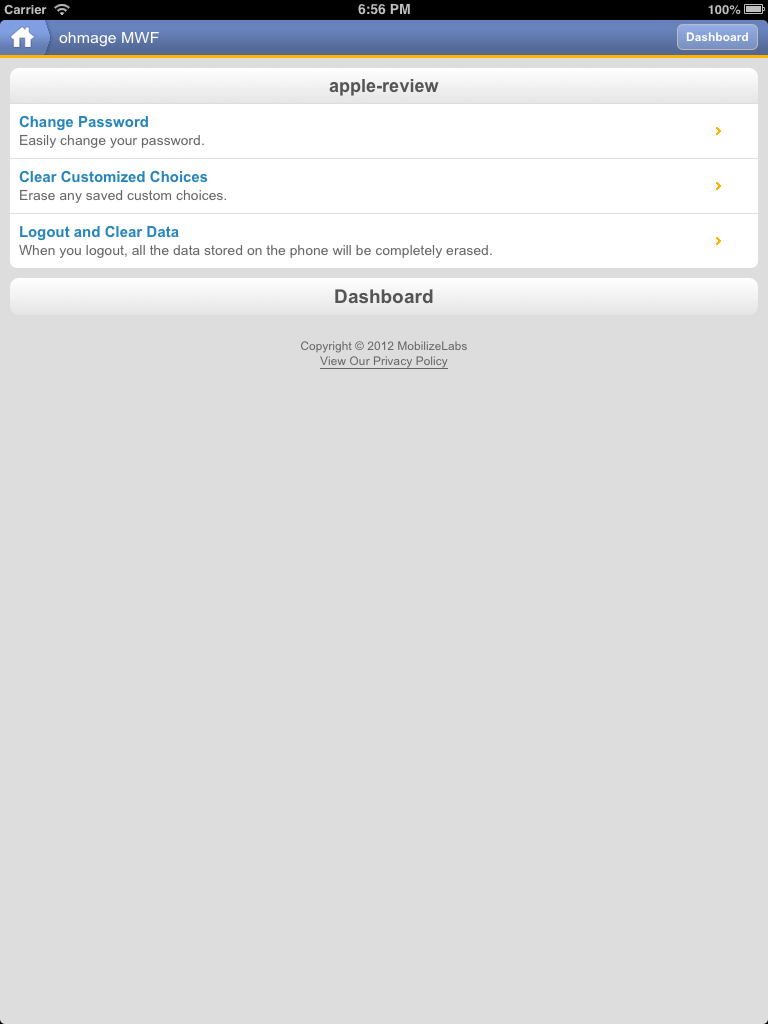 Carrier 6:56 PM 100%
ohmage MWF Dashboard
apple-review
Change Password
Easily change your password.
Clear Customized Choices
Erase any saved custom choices.
Logout and Clear Data
When you logout, all the data stored on the phone will be completely erased.
Dashboard
Copyright © 2012 MobilizeLabs
View Our Privacy Policy